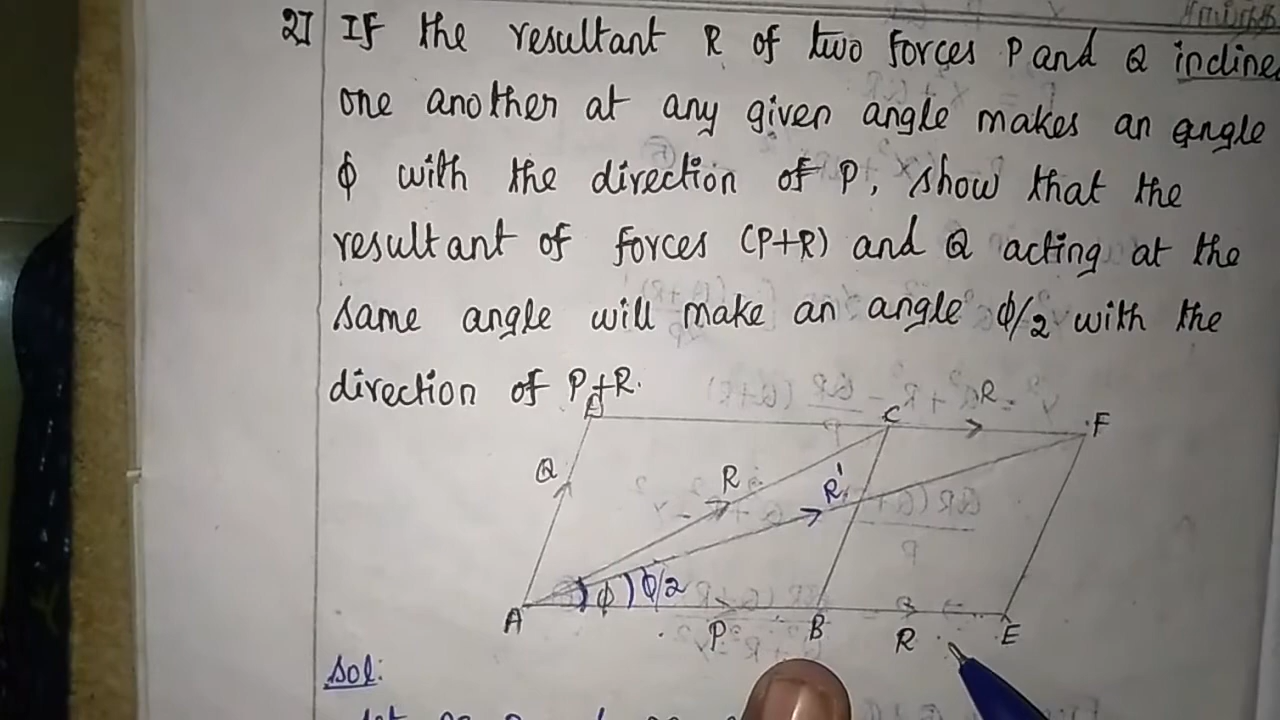 2] If the resultant R of two forces P and Q incline
one another at any given angle makes an angle
ϕ with the direction of P, show that the
resultant of forces (P+R) and Q acting at the
same angle will make an angle ϕ/2 with the
direction of P+R.
D C R F
Q R R'
ϕ ϕ/2
A P B R E
Sol: